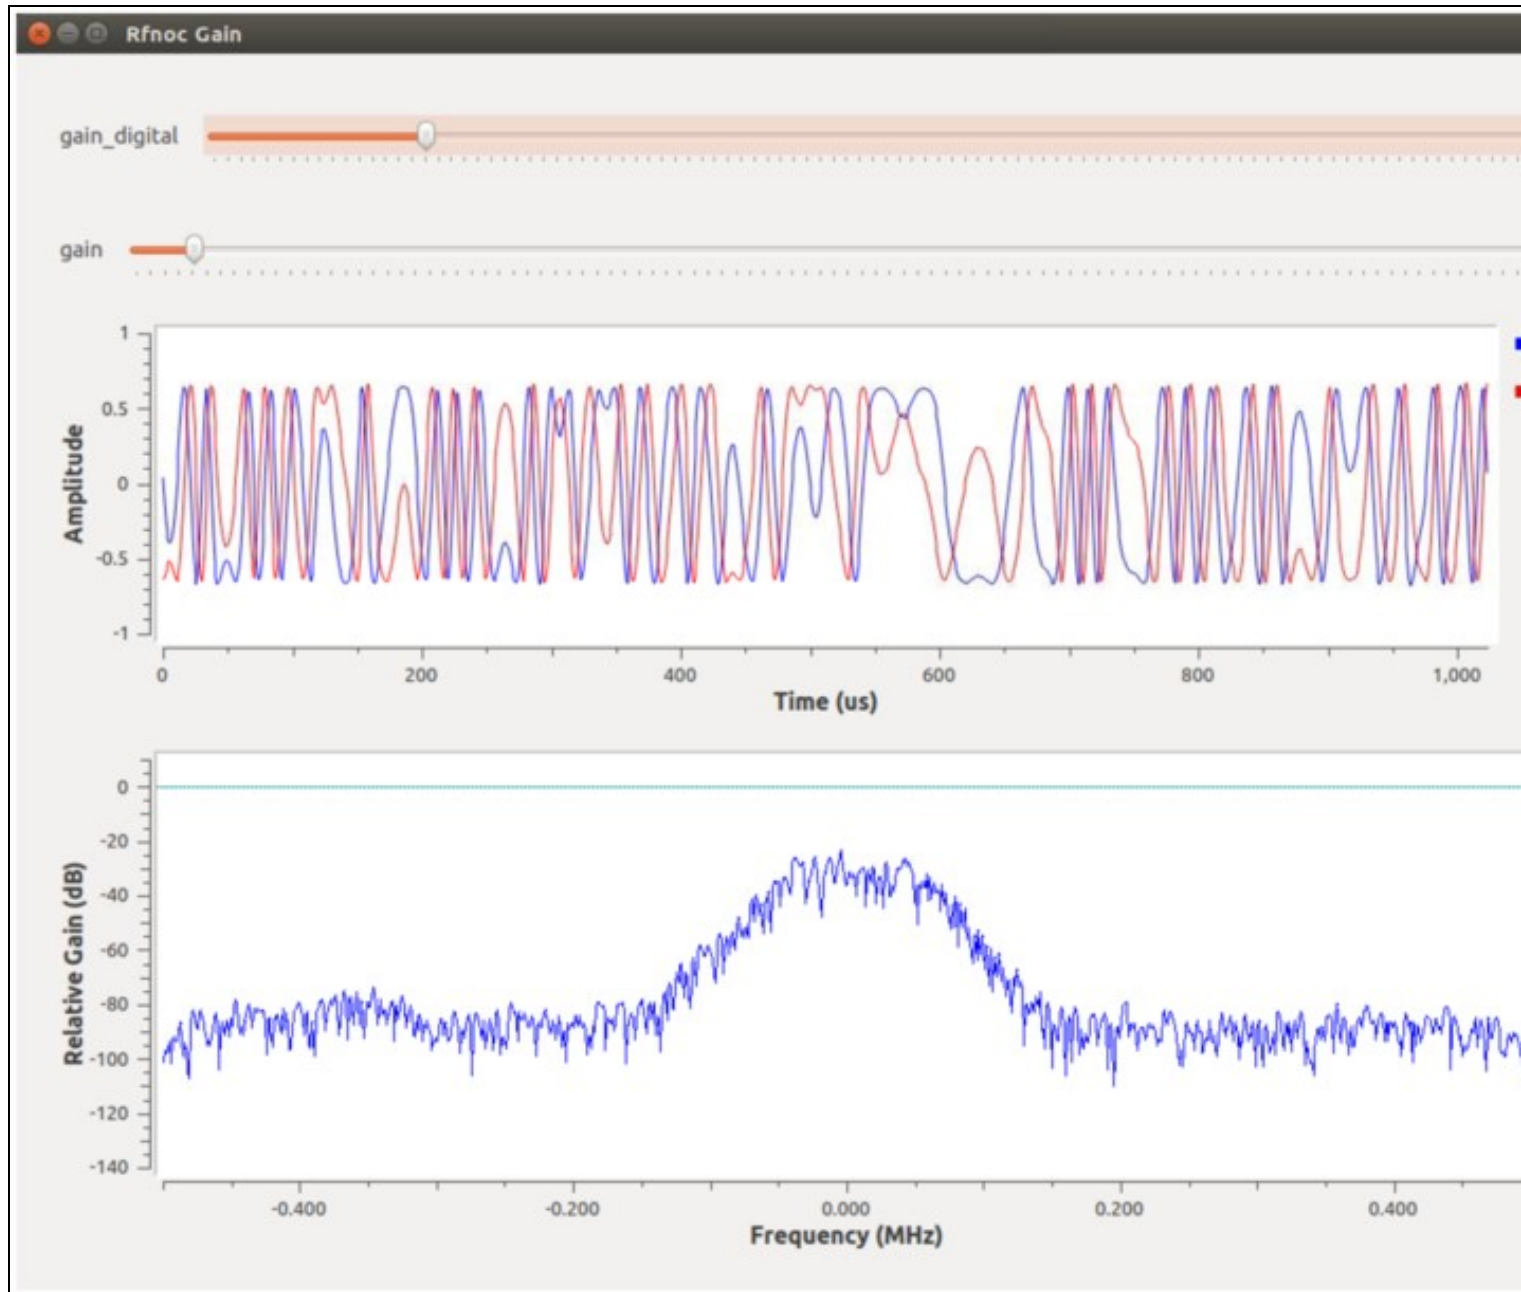 Rfnoc Gain
gain_digital
gain
1
0.5
0
-0.5
-1
Amplitude
0 200 400 600 800 1,000
Time (us)
0
-20
-40
-60
-80
-100
-120
-140
Relative Gain (dB)
-0.400 -0.200 0.000 0.200 0.400
Frequency (MHz)